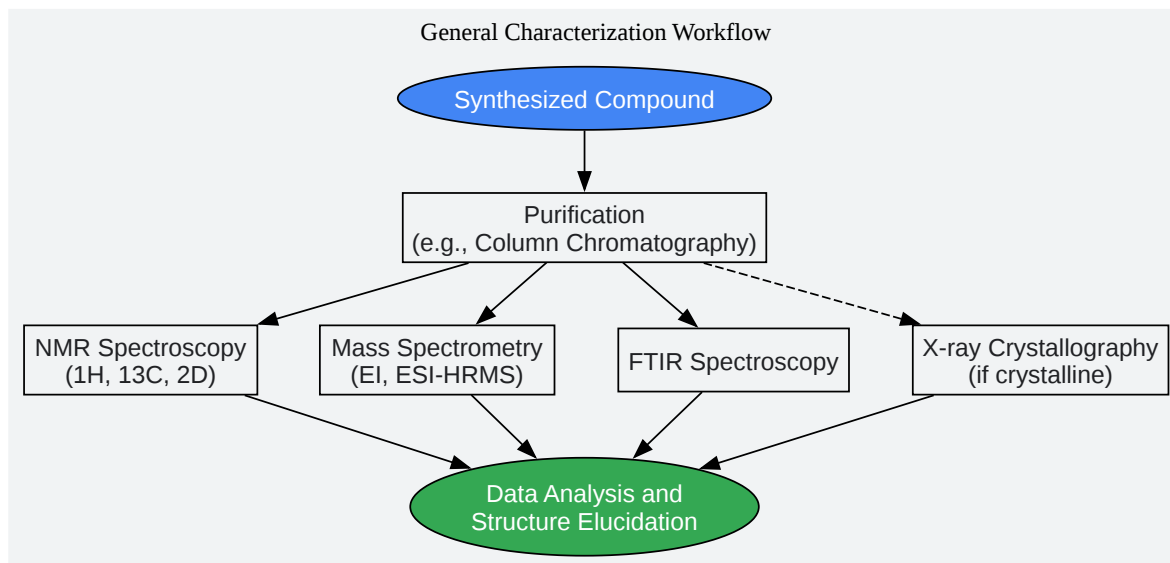 General Characterization Workflow
Synthesized Compound
Purification
(e.g., Column Chromatography)
NMR Spectroscopy
(1H, 13C, 2D)
Mass Spectrometry
(EI, ESI-HRMS)
FTIR Spectroscopy
X-ray Crystallography
(if crystalline)
Data Analysis and
Structure Elucidation